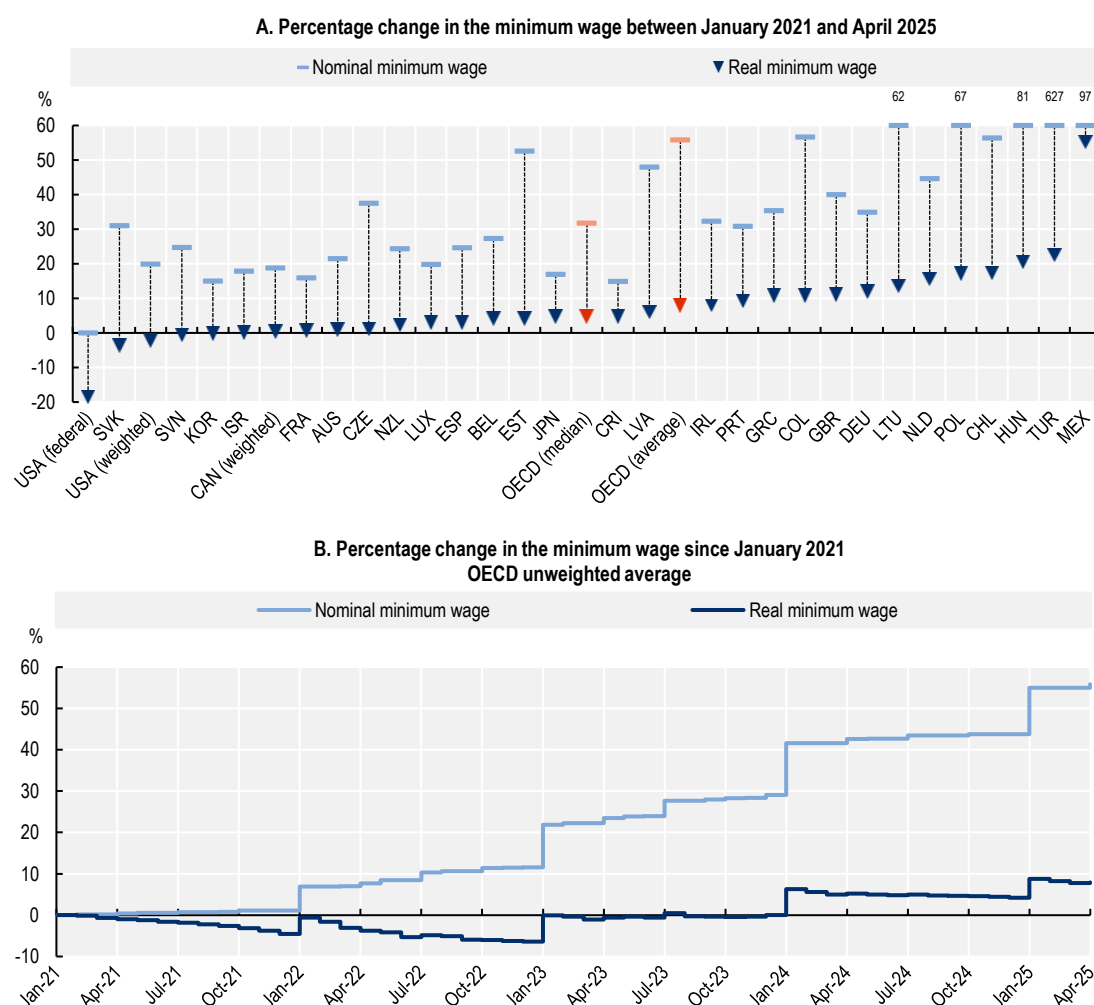 A. Percentage change in the minimum wage between January 2021 and April 2025
Nominal minimum wage Real minimum wage
%
62 67 81 627 97
60
50
40
30
20
10
0
-10
-20
USA (federal) SVK USA (weighted) SVN KOR ISR CAN (weighted) FRA AUS CZE NZL LUX ESP BEL EST JPN OECD (median) CRI LVA OECD (average) IRL PRT GRC COL GBR DEU LTU NLD POL CHL HUN TUR MEX
B. Percentage change in the minimum wage since January 2021
OECD unweighted average
Nominal minimum wage Real minimum wage
%
60
50
40
30
20
10
0
-10
Jan-21 Apr-21 Jul-21 Oct-21 Jan-22 Apr-22 Jul-22 Oct-22 Jan-23 Apr-23 Jul-23 Oct-23 Jan-24 Apr-24 Jul-24 Oct-24 Jan-25 Apr-25